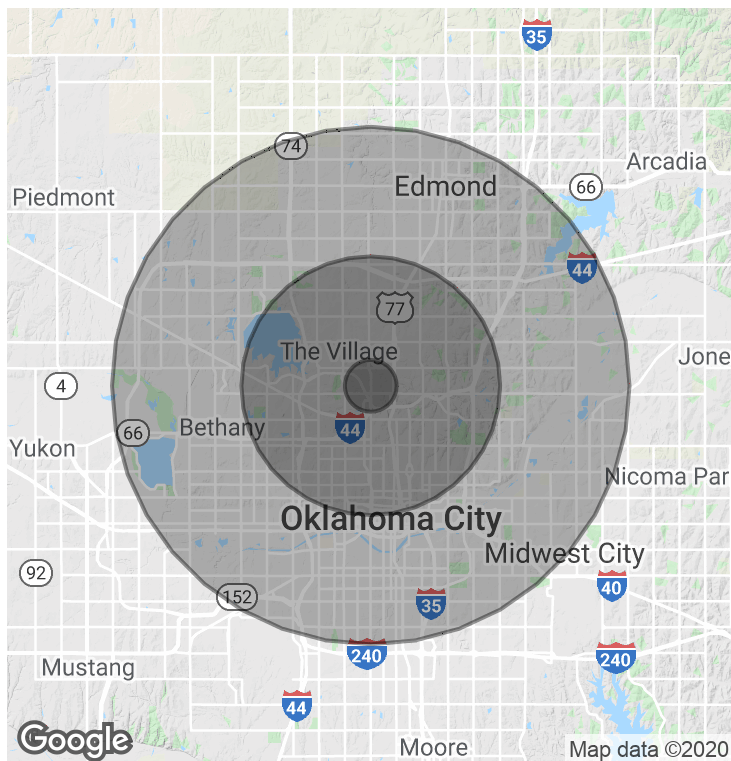 35
74
Arcadia
Edmond
66
Piedmont
44
77
The Village
Jone
4
Bethany
66
44
Yukon
Nicoma Par
Oklahoma City
Midwest City
92
40
152
35
240
240
Mustang
44
Google
Moore
Map data ©2020